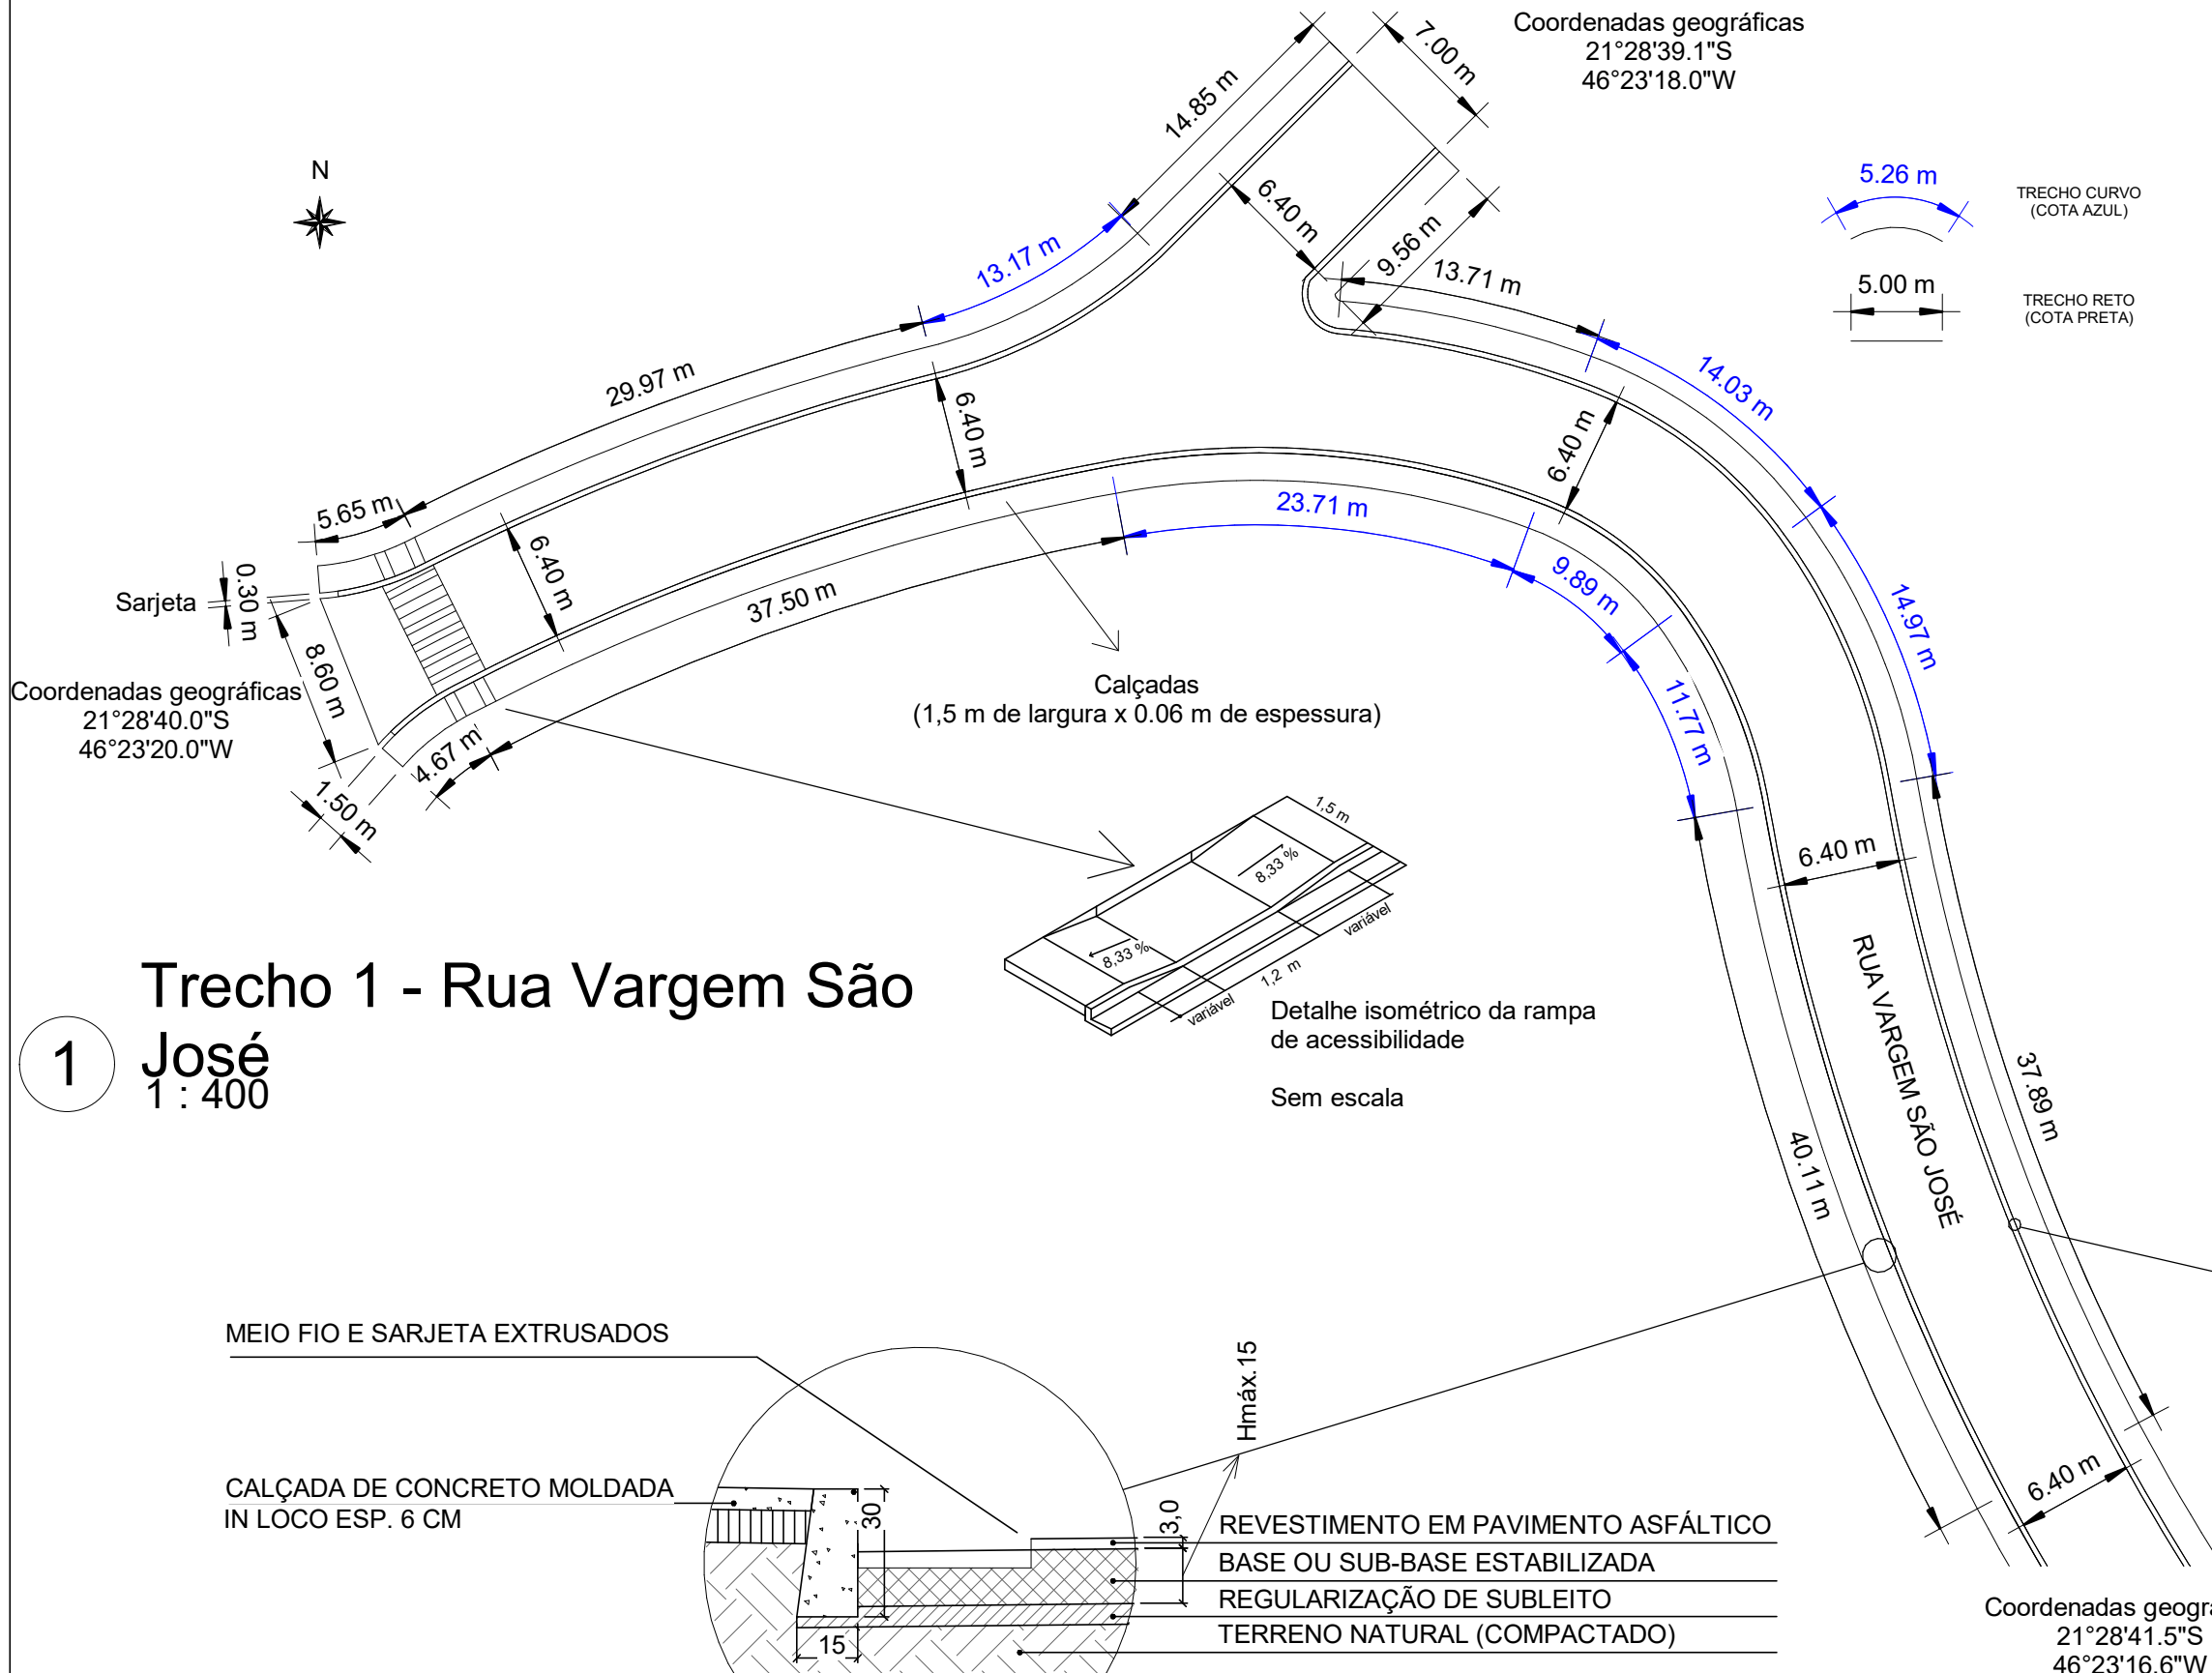 Coordenadas geográficas
21°28'39.1"S
46°23'18.0"W
7.00 m
14.85 m
N
5.26 m
TRECHO CURVO
(COTA AZUL)
6.40 m
9.56 m
13.17 m
13.71 m
5.00 m
TRECHO RETO
(COTA PRETA)
29.97 m
14.03 m
6.40 m
6.40 m
5.65 m
23.71 m
6.40 m
9.89 m
14.97 m
Sarjeta
0.30 m
37.50 m
8.60 m
Coordenadas geográficas
21°28'40.0"S
46°23'20.0"W
Calçadas
(1,5 m de largura x 0.06 m de espessura)
11.77 m
4.67 m
1.50 m
1,5 m
8,33 %
6.40 m
variável
8,33 %
1,2 m
variável
Detalhe isométrico da rampa
de acessibilidade
Sem escala
RUA VARGEM SÃO JOSÉ
1
Trecho 1 - Rua Vargem São
José
1 : 400
37.89 m
40.11 m
MEIO FIO E SARJETA EXTRUSADOS
Hmáx.15
CALÇADA DE CONCRETO MOLDADA
IN LOCO ESP. 6 CM
30
3,0
15
6.40 m
REVESTIMENTO EM PAVIMENTO ASFÁLTICO
BASE OU SUB-BASE ESTABILIZADA
REGULARIZAÇÃO DE SUBLEITO
TERRENO NATURAL (COMPACTADO)
Coordenadas geogr
21°28'41.5"S
46°23'16.6"W